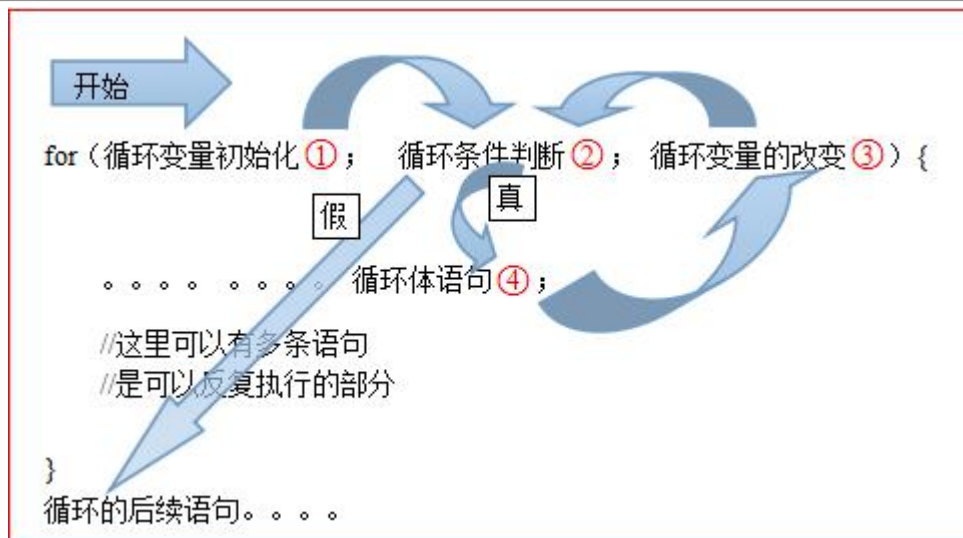 开始
for（循环变量初始化①； 循环条件判断②； 循环变量的改变③）{
假
真
。。。。 。。。。 循环体语句④；
//这里可以有多条语句
//是可以反复执行的部分
}
循环的后续语句。。。。